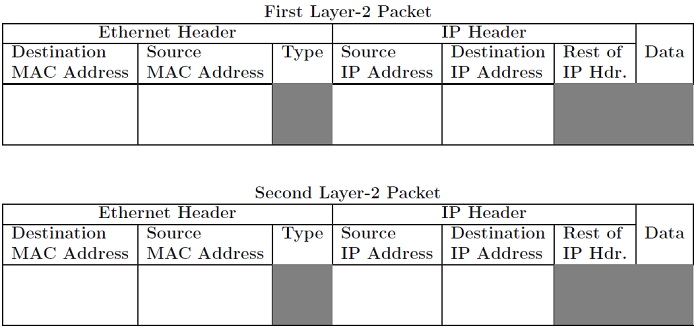 First Layer-2 Packet
Ethernet Header IP Header
Destination Source Type Source Destination Rest of Data
MAC Address MAC Address IP Address IP Address IP Hdr.
Second Layer-2 Packet
Ethernet Header IP Header
Destination Source Type Source Destination Rest of Data
MAC Address MAC Address IP Address IP Address IP Hdr.